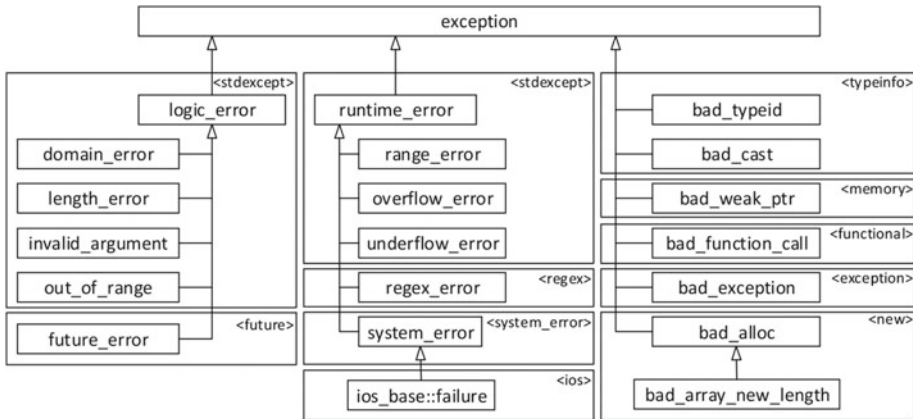 exception
<stdexcept>
logic_error
domain_error
length_error
invalid_argument
out_of_range
<future>
future_error
<stdexcept>
runtime_error
range_error
overflow_error
underflow_error
<regex>
regex_error
<system_error>
system_error
<ios>
ios_base::failure
<typeinfo>
bad_typeid
bad_cast
<memory>
bad_weak_ptr
<functional>
bad_function_call
<exception>
bad_exception
<new>
bad_alloc
bad_array_new_length